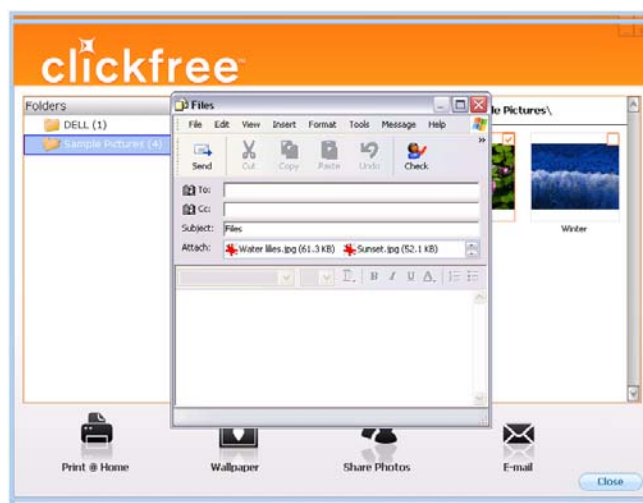 clickfree
Folders
DELL (1)
Sample Pictures (4)
Files
le Pictures\
File Edit View Insert Format Tools Message Help
Send Cut Copy Paste Undo Check
To:
Cc:
Subject: Files
Attach: Water lilies.jpg (61.3 KB) Sunset.jpg (52.1 KB)
B I U A
Winter
Print @ Home Wallpaper Share Photos E-mail
Close